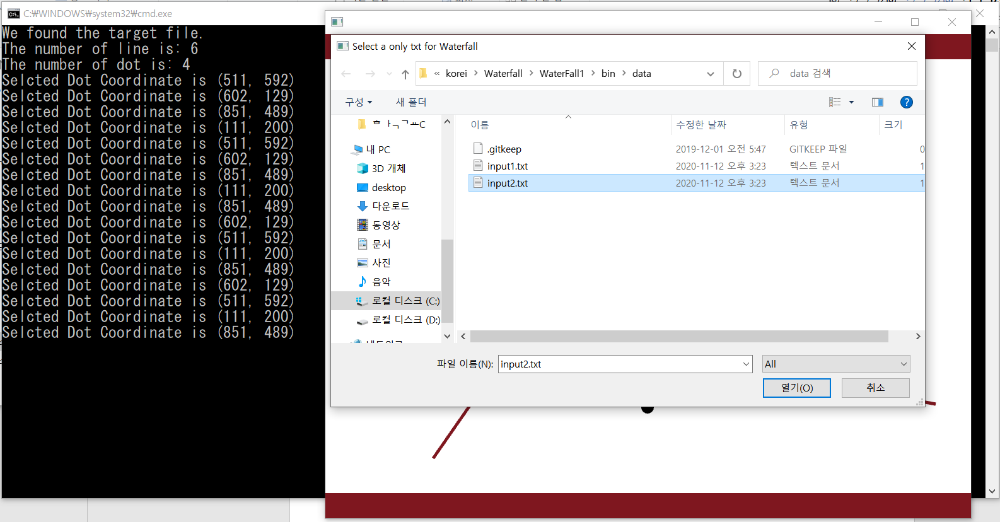 C:₩WINDOWS₩system32₩cmd.exe
We found the target file.
The number of line is: 6
The number of dot is: 4
Selcted Dot Coordinate is (511, 592)
Selcted Dot Coordinate is (602, 129)
Selcted Dot Coordinate is (851, 489)
Selcted Dot Coordinate is (111, 200)
Selcted Dot Coordinate is (511, 592)
Selcted Dot Coordinate is (602, 129)
Selcted Dot Coordinate is (851, 489)
Selcted Dot Coordinate is (111, 200)
Selcted Dot Coordinate is (851, 489)
Selcted Dot Coordinate is (602, 129)
Selcted Dot Coordinate is (511, 592)
Selcted Dot Coordinate is (111, 200)
Selcted Dot Coordinate is (851, 489)
Selcted Dot Coordinate is (602, 129)
Selcted Dot Coordinate is (511, 592)
Selcted Dot Coordinate is (111, 200)
Selcted Dot Coordinate is (851, 489)
Select a only txt for Waterfall
« korei > Waterfall > WaterFall1 > bin > data
data 검색
구성 새 폴더
ㅎㅏㄱㅛC
내 PC
3D 개체
desktop
다운로드
동영상
문서
사진
음악
로컬 디스크 (C:)
로컬 디스크 (D:)
이름 수정한 날짜 유형 크기
.gitkeep 2019-12-01 오전 5:47 GITKEEP 파일 0
input1.txt 2020-11-12 오후 3:23 텍스트 문서 1
input2.txt 2020-11-12 오후 3:23 텍스트 문서 1
파일 이름(N): input2.txt All
열기(O) 취소